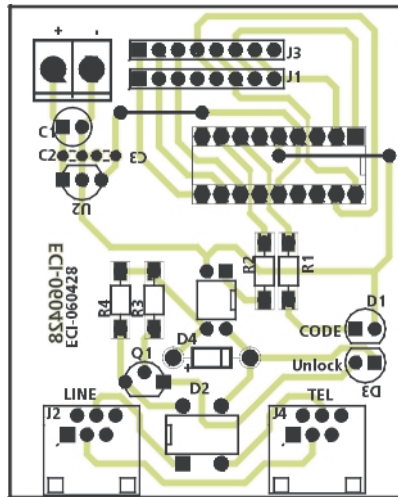 + -
J3
J1
C1
C2
C3
U2
ECI-060428
ECI-060428
R2
R1
R4
R3
D1
CODE
D4
+
Q1
Unlock
D3
LINE
D2
TEL
J2
J4